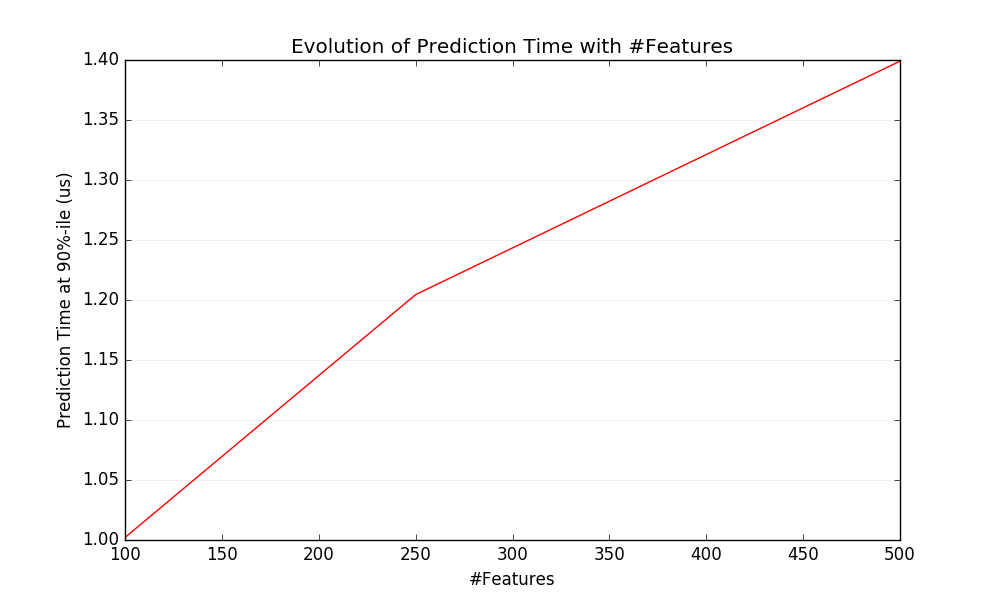 Evolution of Prediction Time with #Features
Prediction Time at 90%-ile (us)
1.40
1.35
1.30
1.25
1.20
1.15
1.10
1.05
1.00
100 150 200 250 300 350 400 450 500
#Features